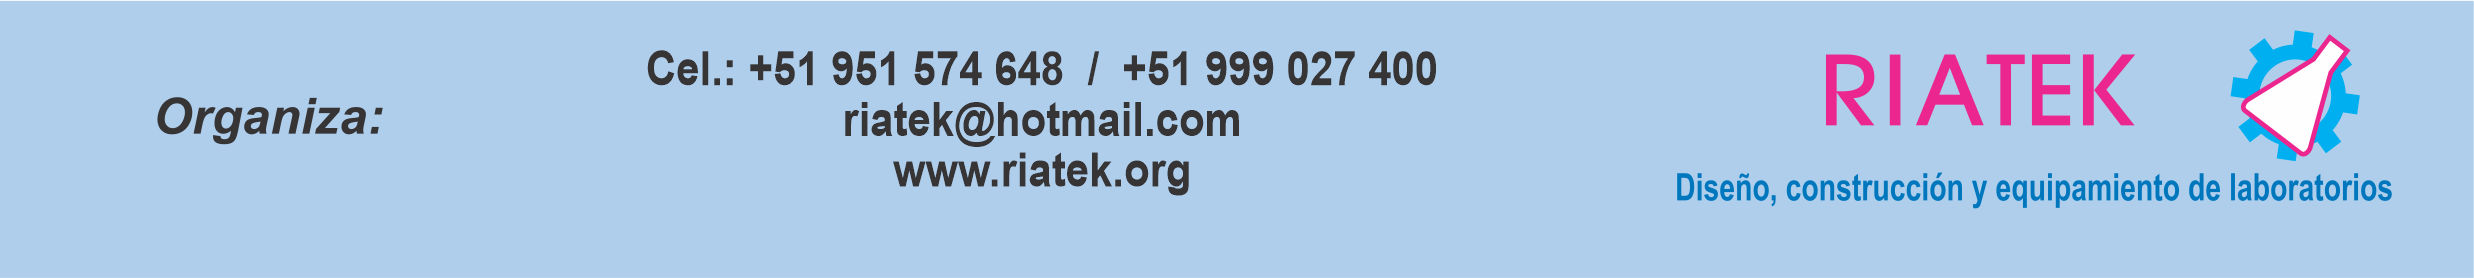 Organiza:
Cel.: +51 951 574 648 / +51 999 027 400
riatek@hotmail.com
www.riatek.org
RIATEK
Diseño, construcción y equipamiento de laboratorios